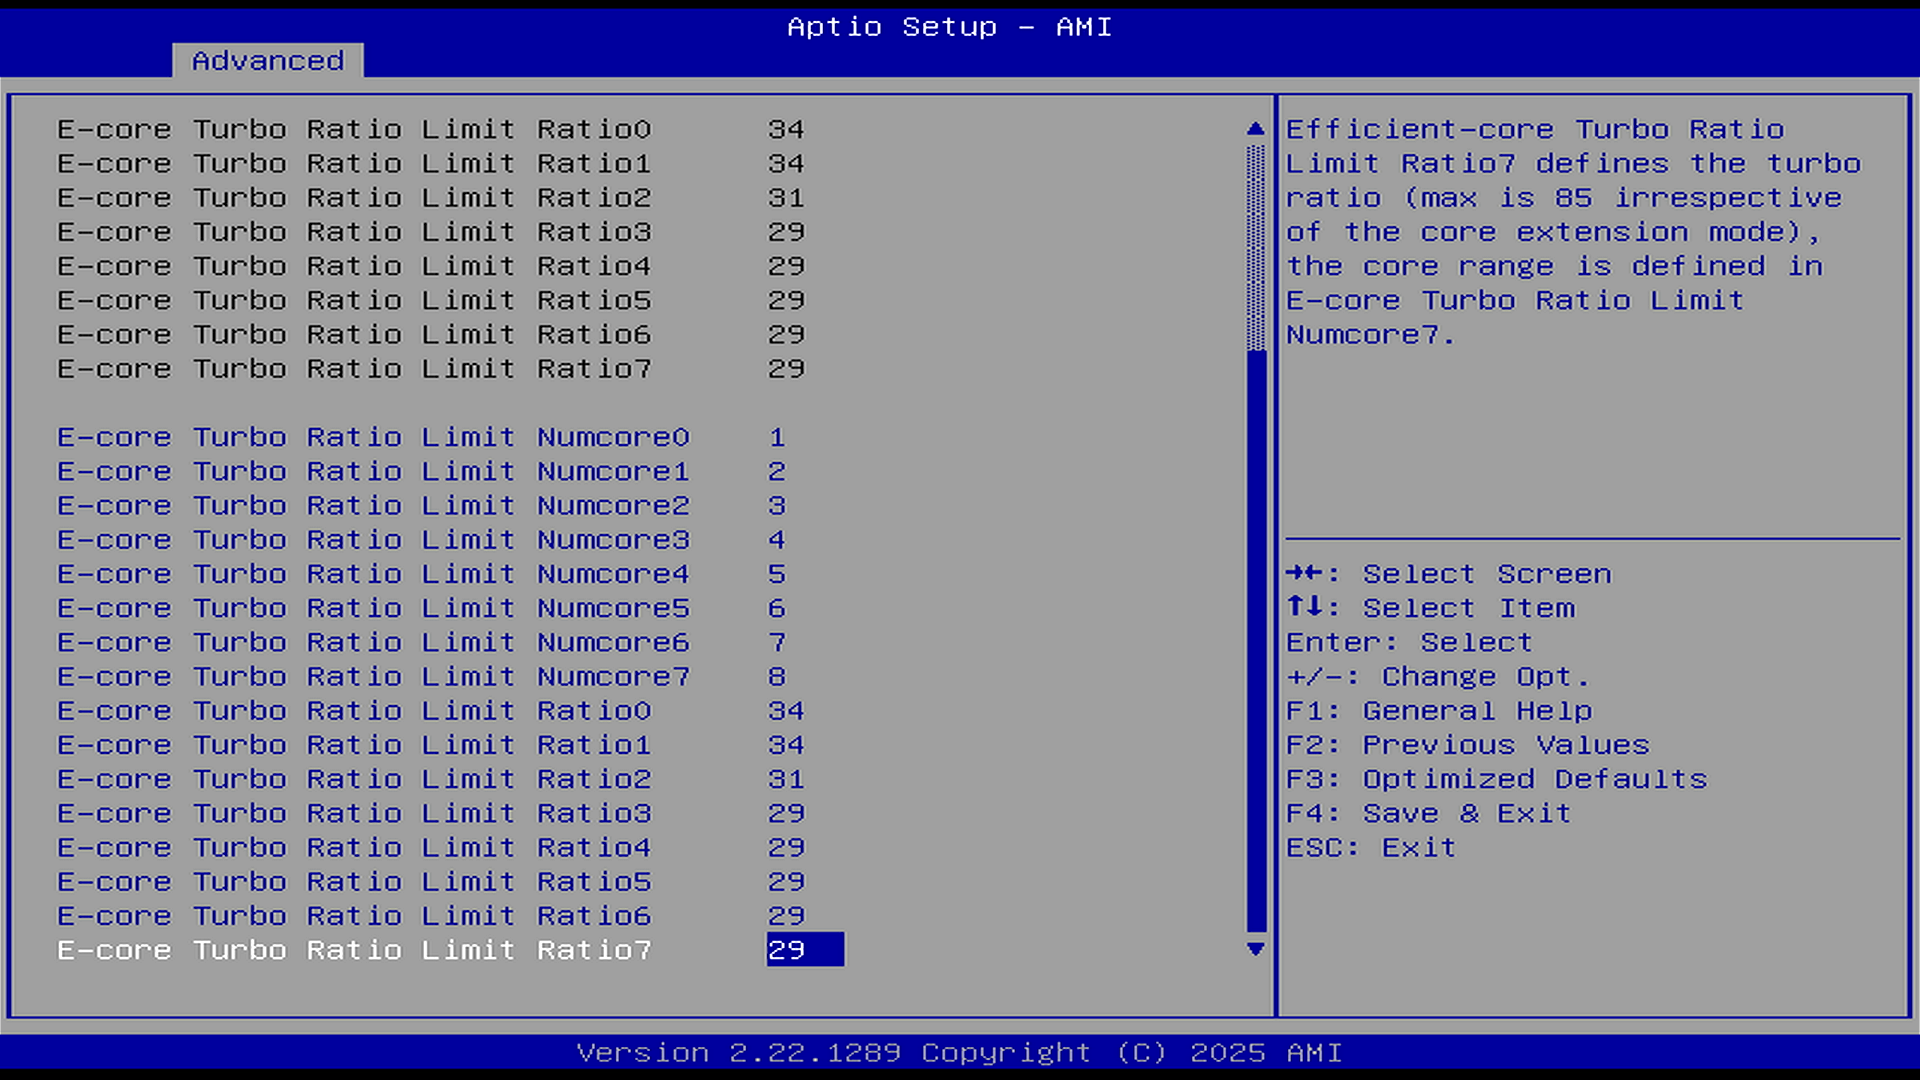 Aptio Setup - AMI
Advanced
E-core Turbo Ratio Limit Ratio0 34
E-core Turbo Ratio Limit Ratio1 34
E-core Turbo Ratio Limit Ratio2 31
E-core Turbo Ratio Limit Ratio3 29
E-core Turbo Ratio Limit Ratio4 29
E-core Turbo Ratio Limit Ratio5 29
E-core Turbo Ratio Limit Ratio6 29
E-core Turbo Ratio Limit Ratio7 29
E-core Turbo Ratio Limit Numcore0 1
E-core Turbo Ratio Limit Numcore1 2
E-core Turbo Ratio Limit Numcore2 3
E-core Turbo Ratio Limit Numcore3 4
E-core Turbo Ratio Limit Numcore4 5
E-core Turbo Ratio Limit Numcore5 6
E-core Turbo Ratio Limit Numcore6 7
E-core Turbo Ratio Limit Numcore7 8
E-core Turbo Ratio Limit Ratio0 34
E-core Turbo Ratio Limit Ratio1 34
E-core Turbo Ratio Limit Ratio2 31
E-core Turbo Ratio Limit Ratio3 29
E-core Turbo Ratio Limit Ratio4 29
E-core Turbo Ratio Limit Ratio5 29
E-core Turbo Ratio Limit Ratio6 29
E-core Turbo Ratio Limit Ratio7 29
Efficient-core Turbo Ratio
Limit Ratio7 defines the turbo
ratio (max is 85 irrespective
of the core extension mode),
the core range is defined in
E-core Turbo Ratio Limit
Numcore7.
→←: Select Screen
↑↓: Select Item
Enter: Select
+/-: Change Opt.
F1: General Help
F2: Previous Values
F3: Optimized Defaults
F4: Save & Exit
ESC: Exit
Version 2.22.1289 Copyright (C) 2025 AMI